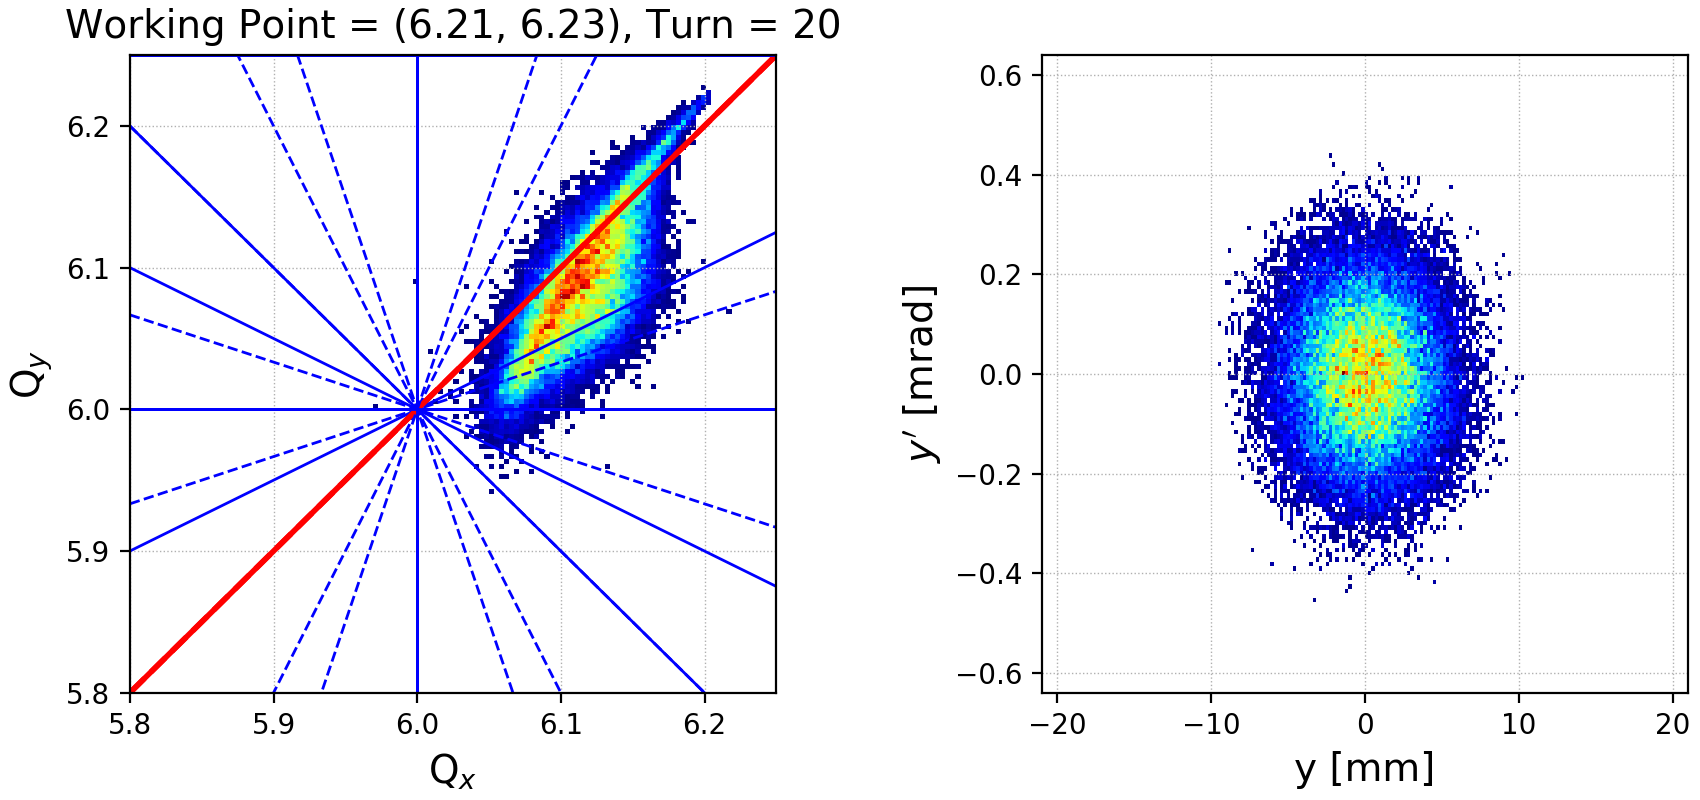 Working Point = (6.21, 6.23), Turn = 20
6.2
6.1
6.0
5.9
5.8
Qy
5.8 5.9 6.0 6.1 6.2
Qx
0.6
0.4
0.2
0.0
−0.2
−0.4
−0.6
y′ [mrad]
−20 −10 0 10 20
y [mm]